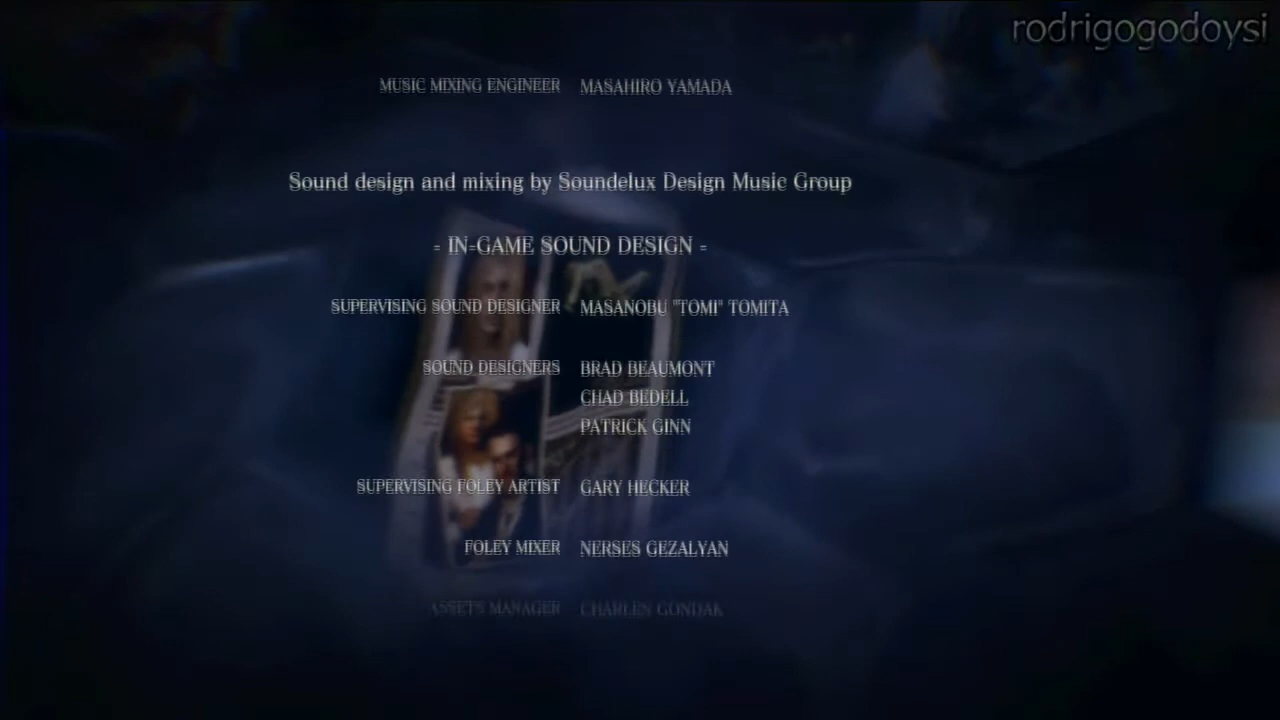 rodrigogodoysi
MUSIC MIXING ENGINEER MASAHIRO YAMADA
Sound design and mixing by Soundelux Design Music Group
- IN-GAME SOUND DESIGN -
SUPERVISING SOUND DESIGNER MASANOBU "TOMI" TOMITA
SOUND DESIGNERS BRAD BEAUMONT
CHAD BEDELL
PATRICK GINN
SUPERVISING FOLEY ARTIST GARY HECKER
FOLEY MIXER NERSES GEZALYAN
ASSETS MANAGER CHARLEN GONDAK